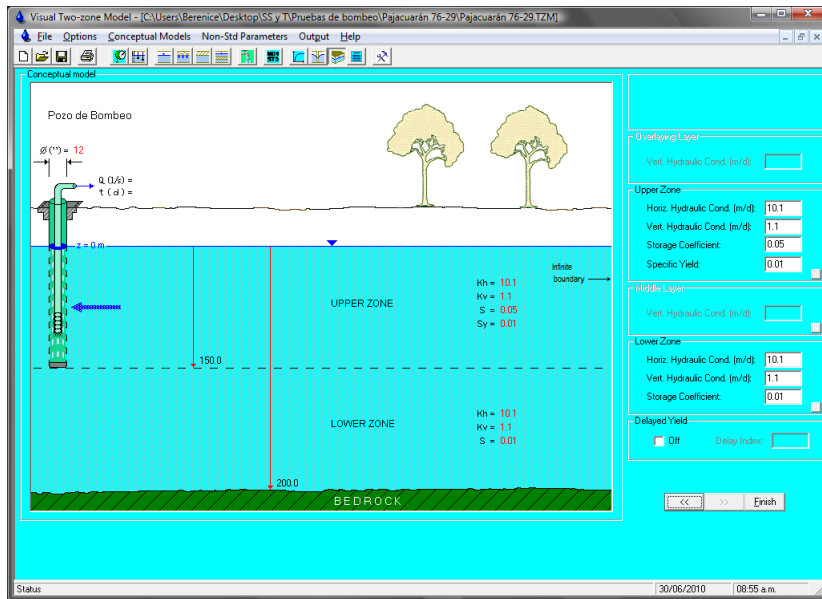 Visual Two-zone Model - [C:\Users\Berenice\Desktop\SS y T\Pruebas de bombeo\Pajacuarán 76-29\Pajacuarán 76-29.TZM]
File Options Conceptual Models Non-Std Parameters Output Help
Conceptual model
Pozo de Bombeo
Ø (") = 12
Q (l/s) =
t ( d ) =
z = 0 m
Infinite
boundary
UPPER ZONE
Kh = 10.1
Kv = 1.1
S = 0.05
Sy = 0.01
150.0
LOWER ZONE
Kh = 10.1
Kv = 1.1
S = 0.01
200.0
BEDROCK
Overlaying Layer
Vert. Hydraulic Cond. (m/d):
Upper Zone
Horiz. Hydraulic Cond. (m/d): 10.1
Vert. Hydraulic Cond. (m/d): 1.1
Storage Coefficient: 0.05
Specific Yield: 0.01
Middle Layer
Vert. Hydraulic Cond. (m/d):
Lower Zone
Horiz. Hydraulic Cond. (m/d): 10.1
Vert. Hydraulic Cond. (m/d): 1.1
Storage Coefficient: 0.01
Delayed Yield
Off Delay Index:
<< >> Finish
Status 30/06/2010 08:55 a.m.